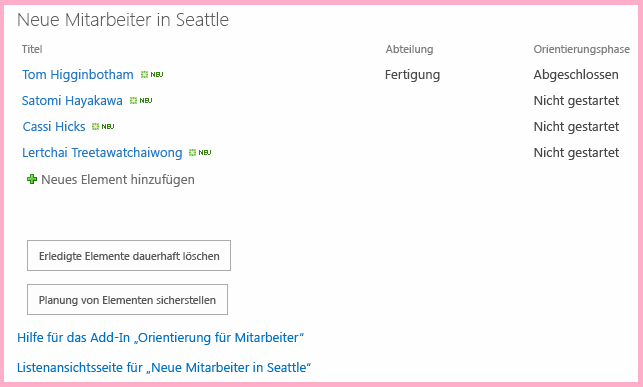 Neue Mitarbeiter in Seattle
Titel Abteilung Orientierungsphase
Tom Higginbotham NEU Fertigung Abgeschlossen
Satomi Hayakawa NEU Nicht gestartet
Cassi Hicks NEU Nicht gestartet
Lertchai Treetawatchaiwong NEU Nicht gestartet
Neues Element hinzufügen
Erledigte Elemente dauerhaft löschen
Planung von Elementen sicherstellen
Hilfe für das Add-In „Orientierung für Mitarbeiter“
Listenansichtsseite für „Neue Mitarbeiter in Seattle“